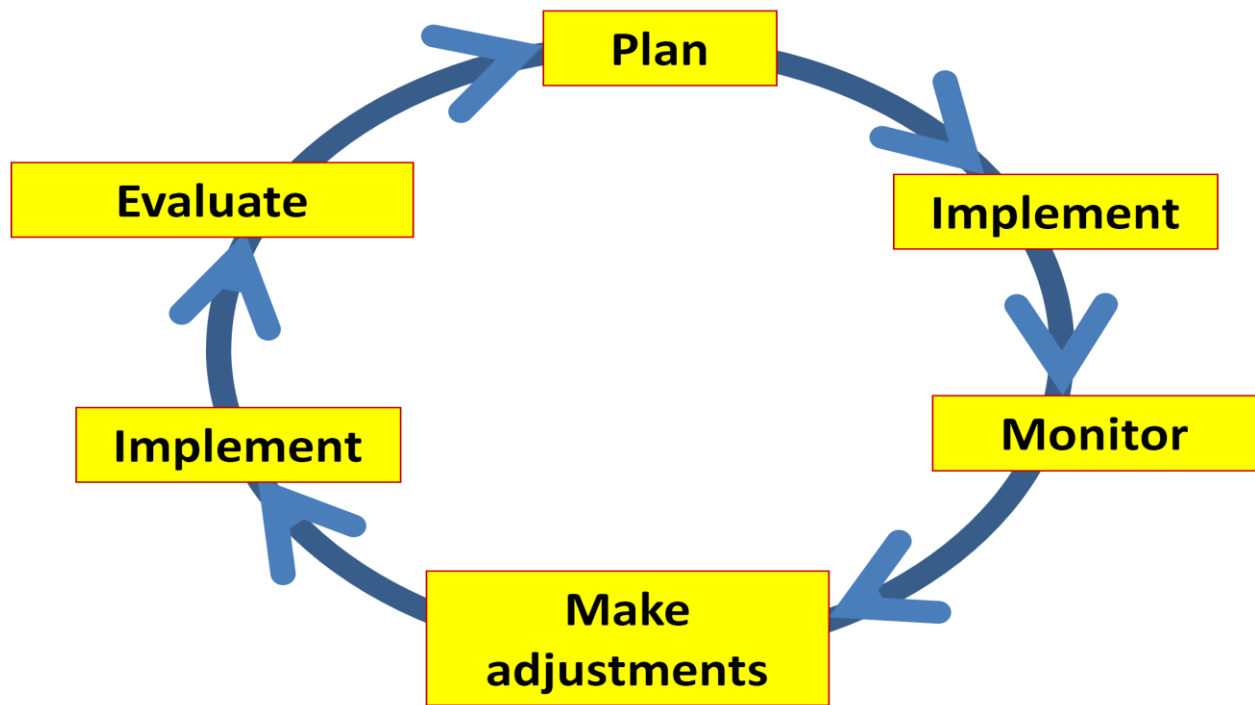 Plan
Implement
Monitor
Make
adjustments
Implement
Evaluate